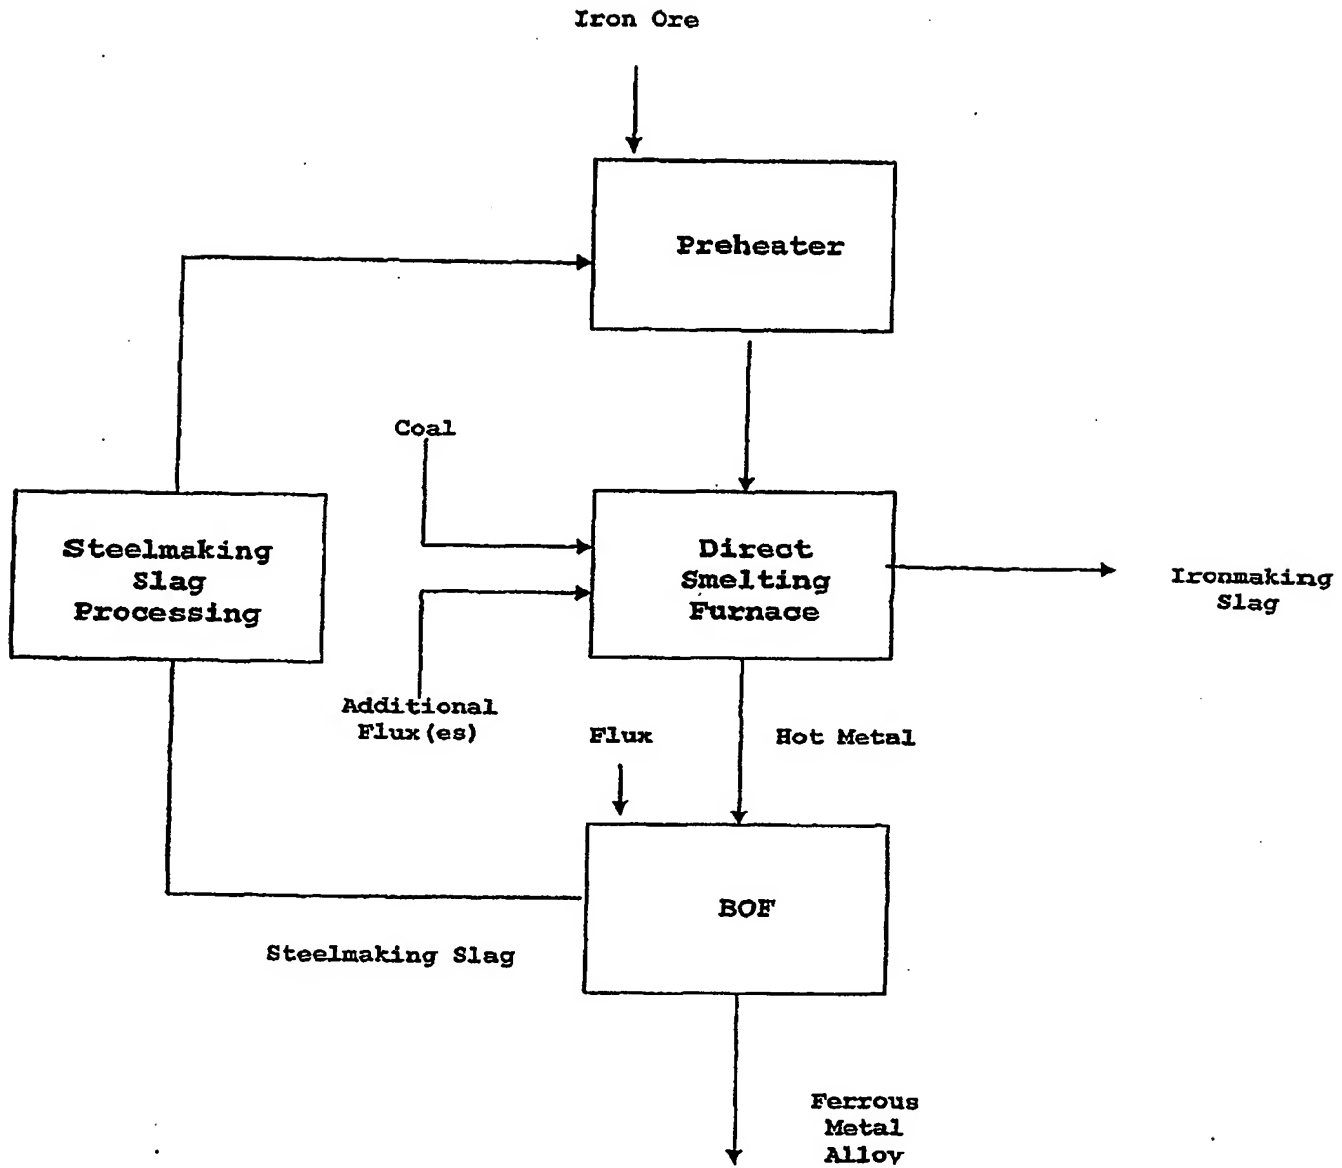 Iron Ore
Preheater
Coal
Steelmaking
Slag
Processing
Direct
Smelting
Furnace
Ironmaking
Slag
Additional
Flux(es)
Flux
Hot Metal
BOF
Steelmaking Slag
Ferrous
Metal
Alloy